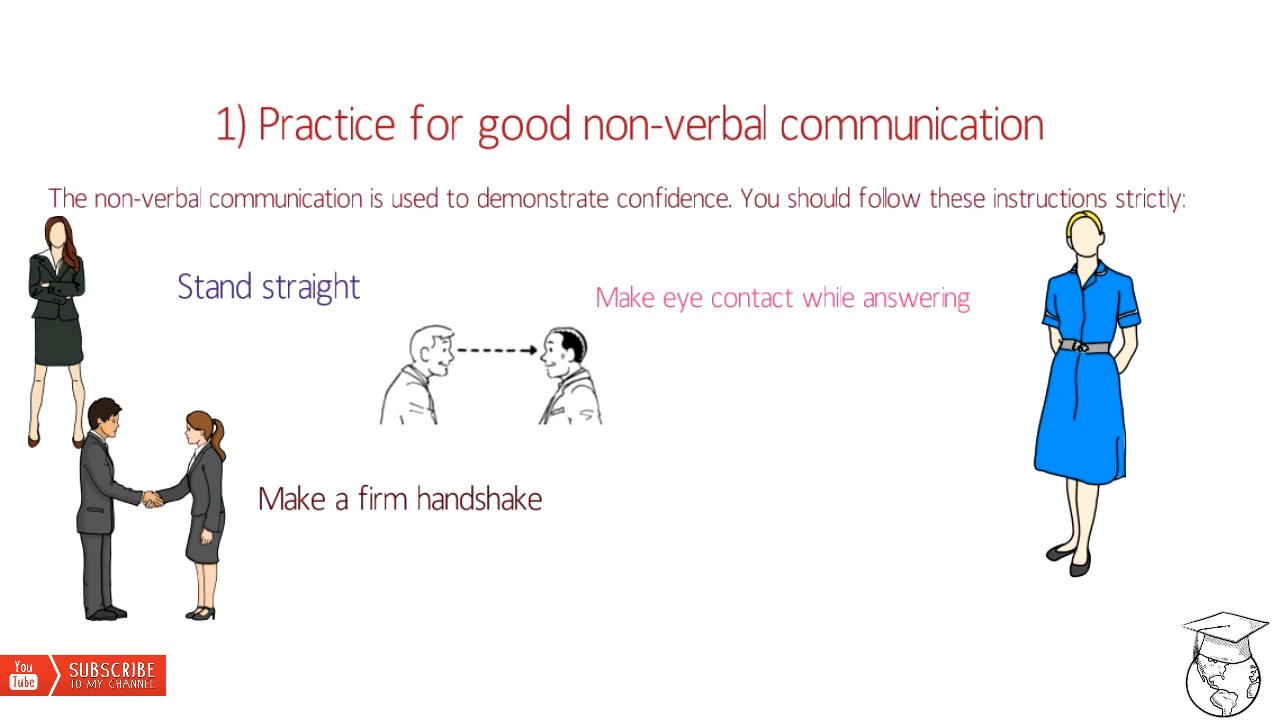 1) Practice for good non-verbal communication
The non-verbal communication is used to demonstrate confidence. You should follow these instructions strictly:
Stand straight
Make eye contact while answering
Make a firm handshake
You
Tube
SUBSCRIBE
TO MY CHANNEL